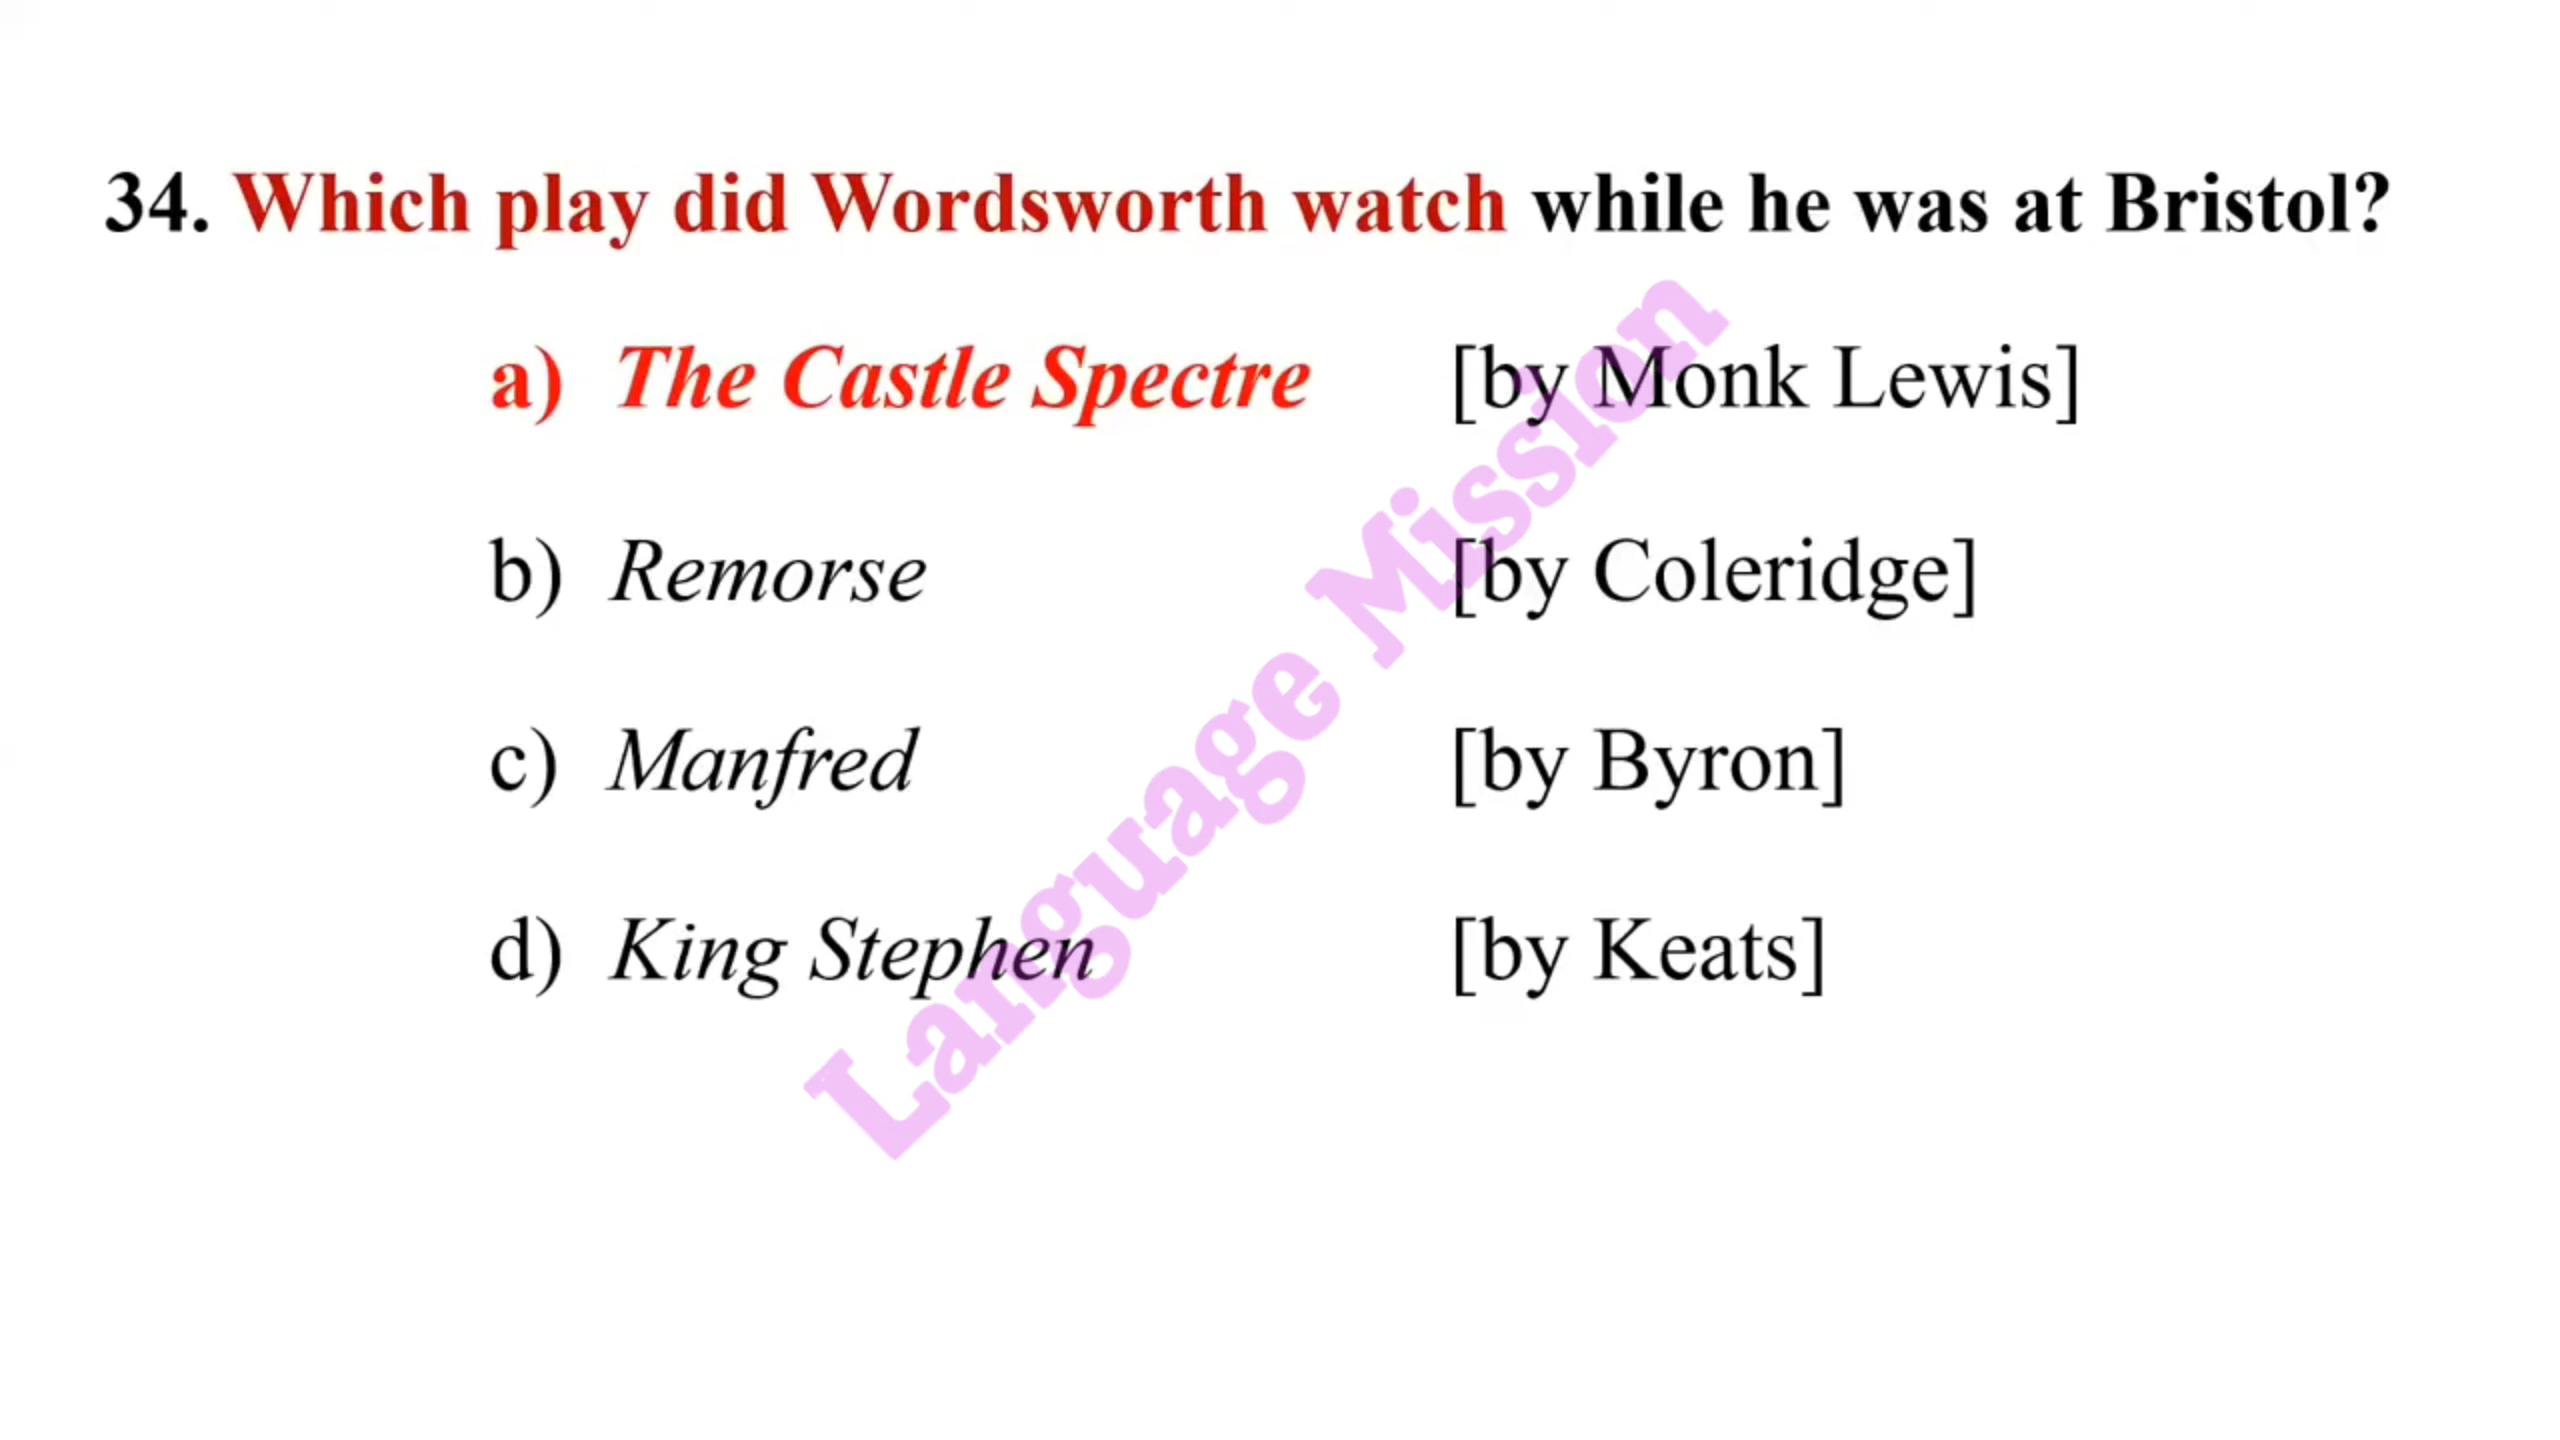 34. Which play did Wordsworth watch while he was at Bristol?
a) The Castle Spectre [by Monk Lewis]
b) Remorse [by Coleridge]
c) Manfred [by Byron]
d) King Stephen [by Keats]
Language Mission